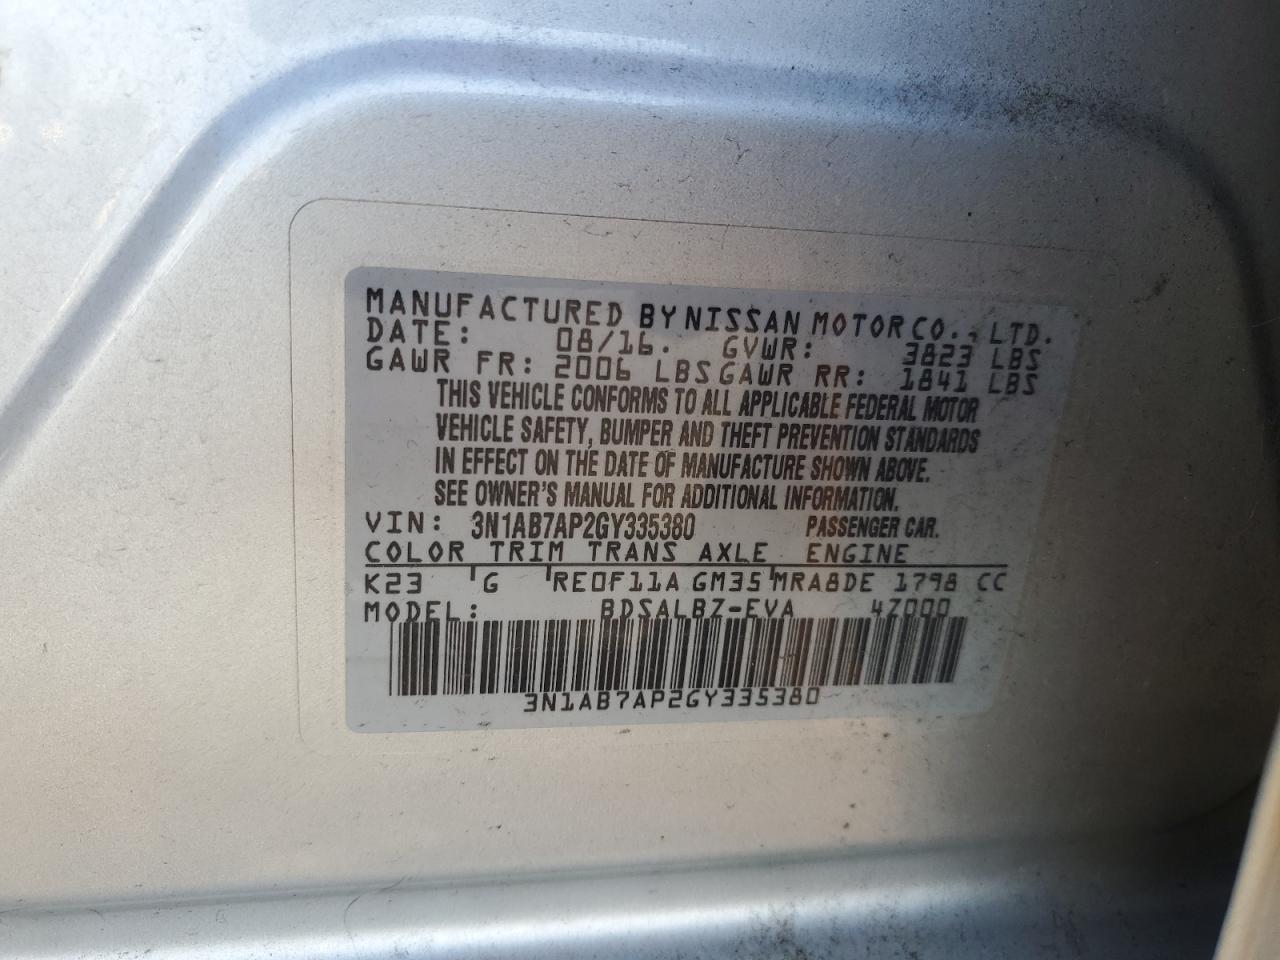 MANUFACTURED BY NISSAN MOTOR CO., LTD.
DATE: 08/16. GVWR: 3823 LBS
GAWR FR: 2006 LBS GAWR RR: 1841 LBS
THIS VEHICLE CONFORMS TO ALL APPLICABLE FEDERAL MOTOR
VEHICLE SAFETY, BUMPER AND THEFT PREVENTION STANDARDS
IN EFFECT ON THE DATE OF MANUFACTURE SHOWN ABOVE.
SEE OWNER'S MANUAL FOR ADDITIONAL INFORMATION.
VIN: 3N1AB7AP2GY335380 PASSENGER CAR.
COLOR TRIM TRANS AXLE ENGINE
K23 G RE0F11A GM35 MRA8DE 1798 CC
MODEL: BDSALBZ-EVA 4Z000
3N1AB7AP2GY335380